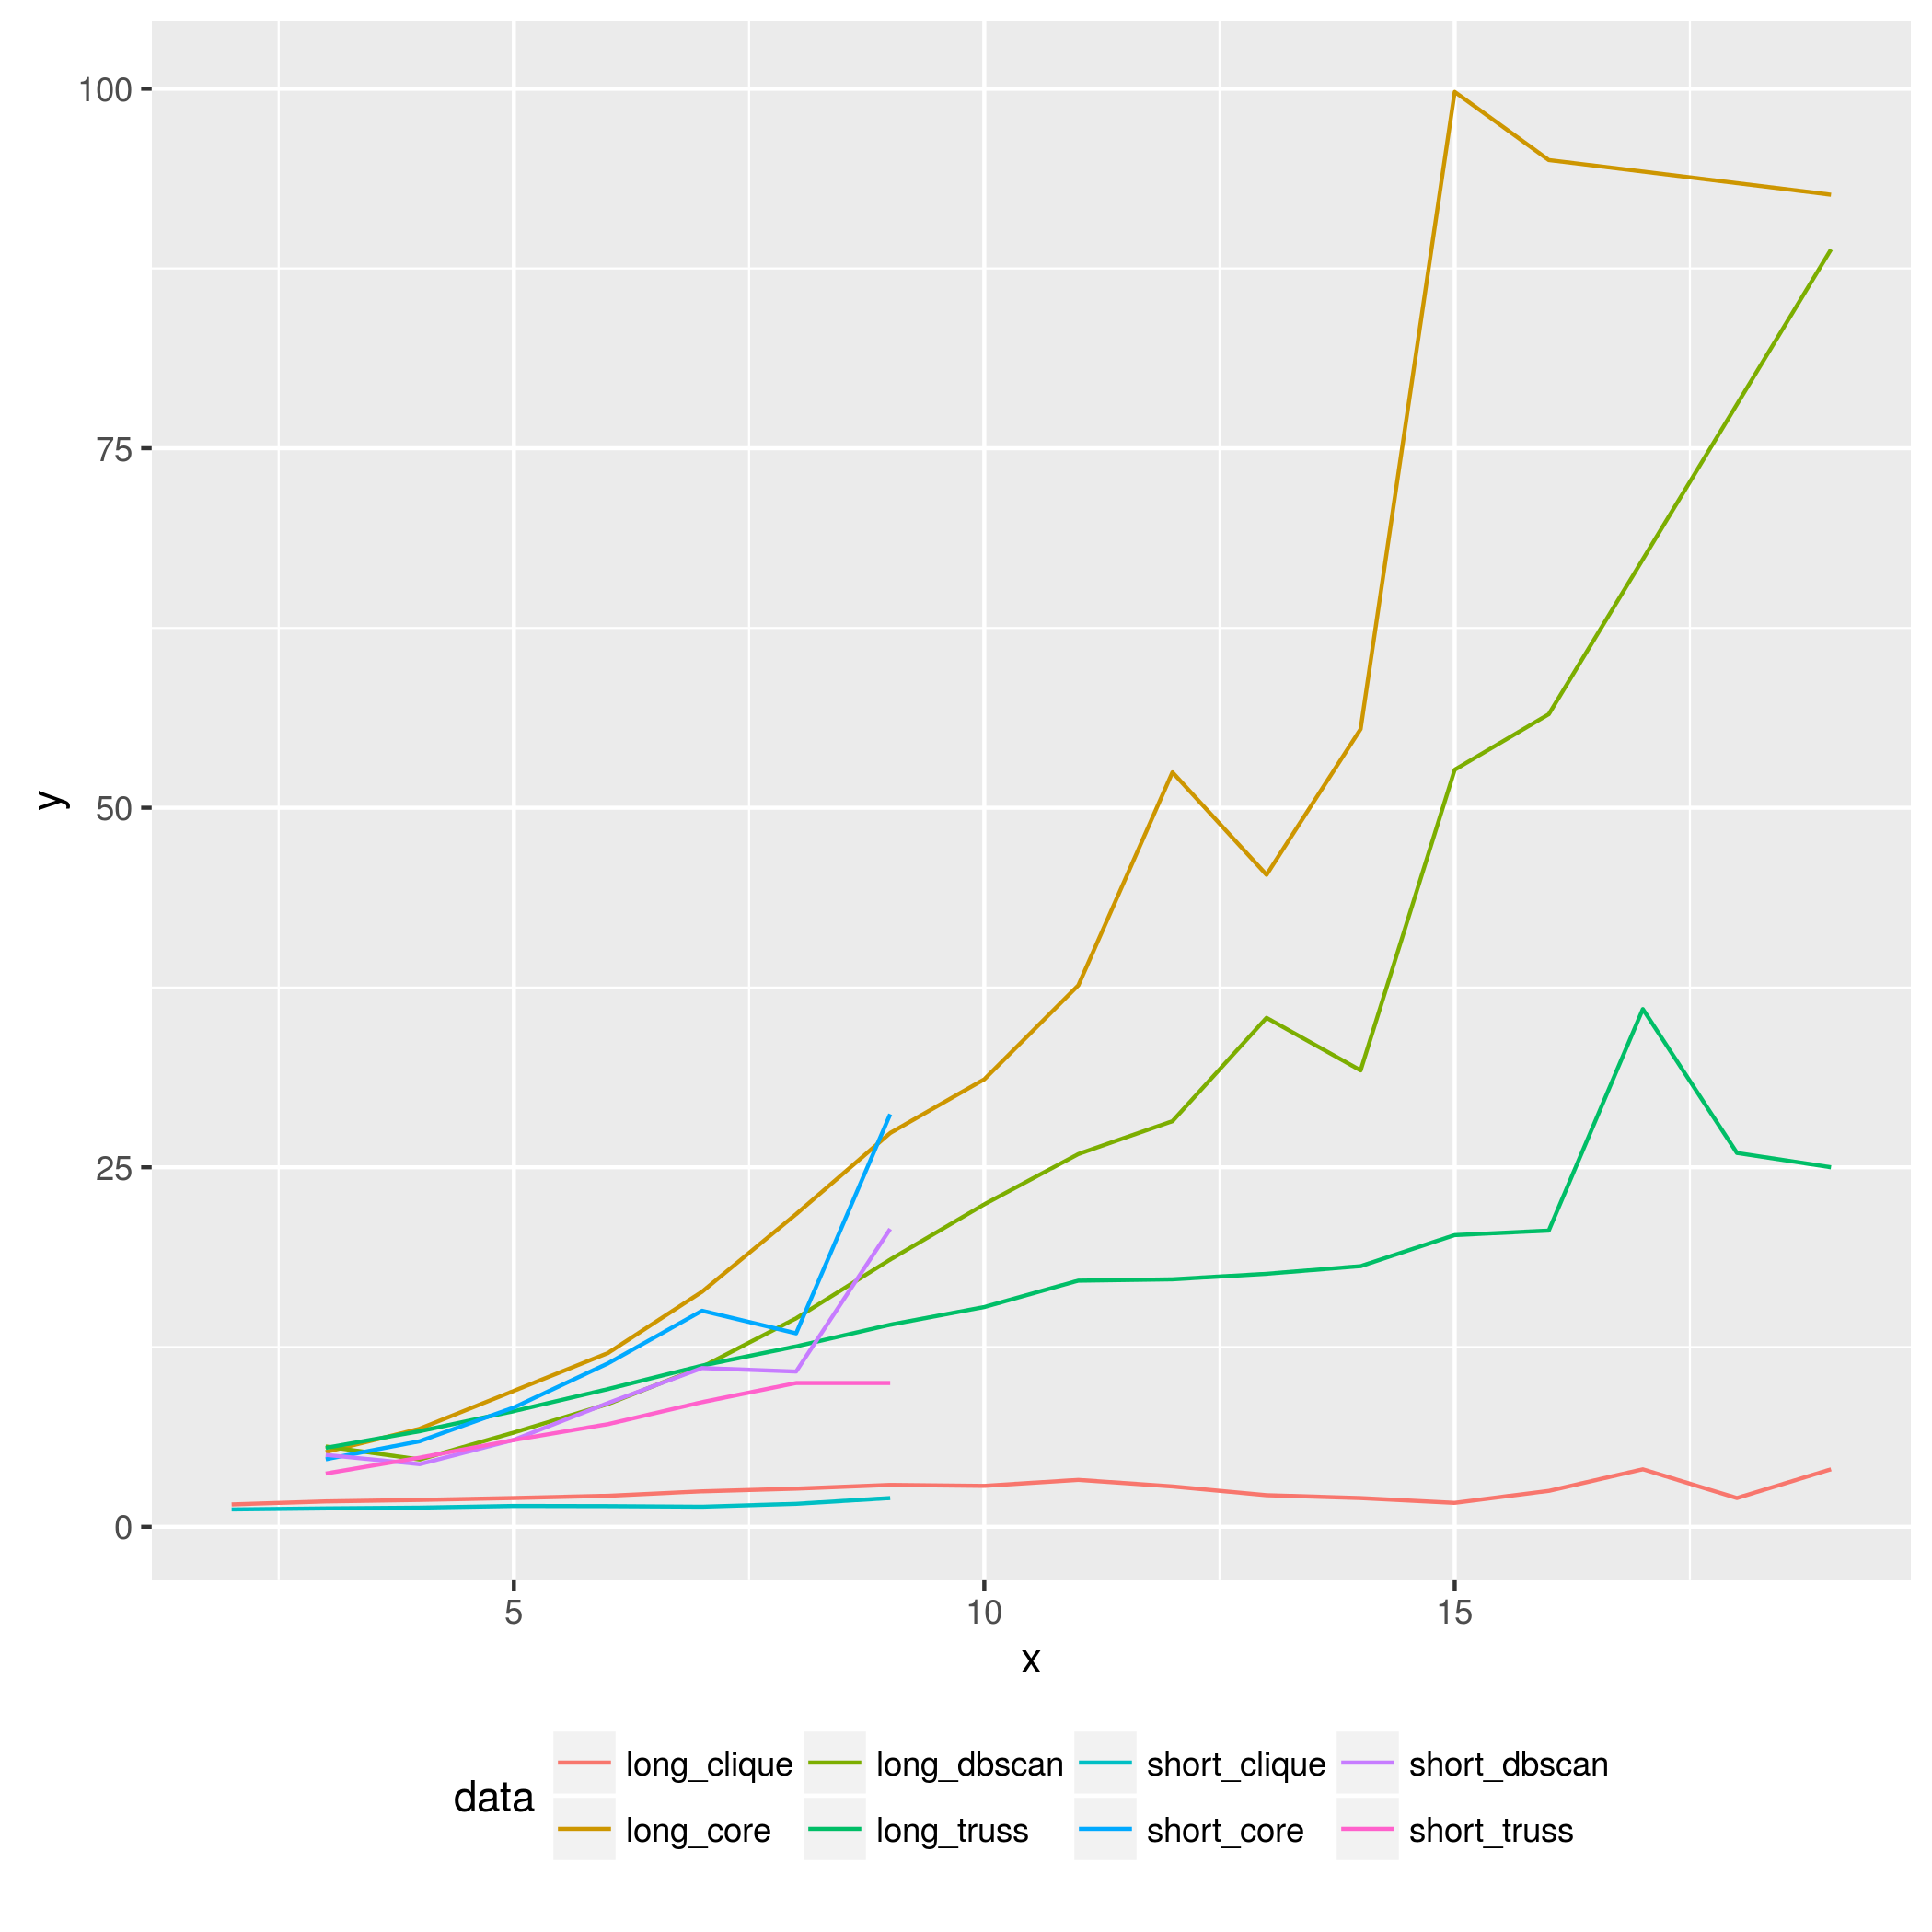 100
75
50
25
0
y
5 10 15
x
data
long_clique long_dbscan short_clique short_dbscan
long_core long_truss short_core short_truss